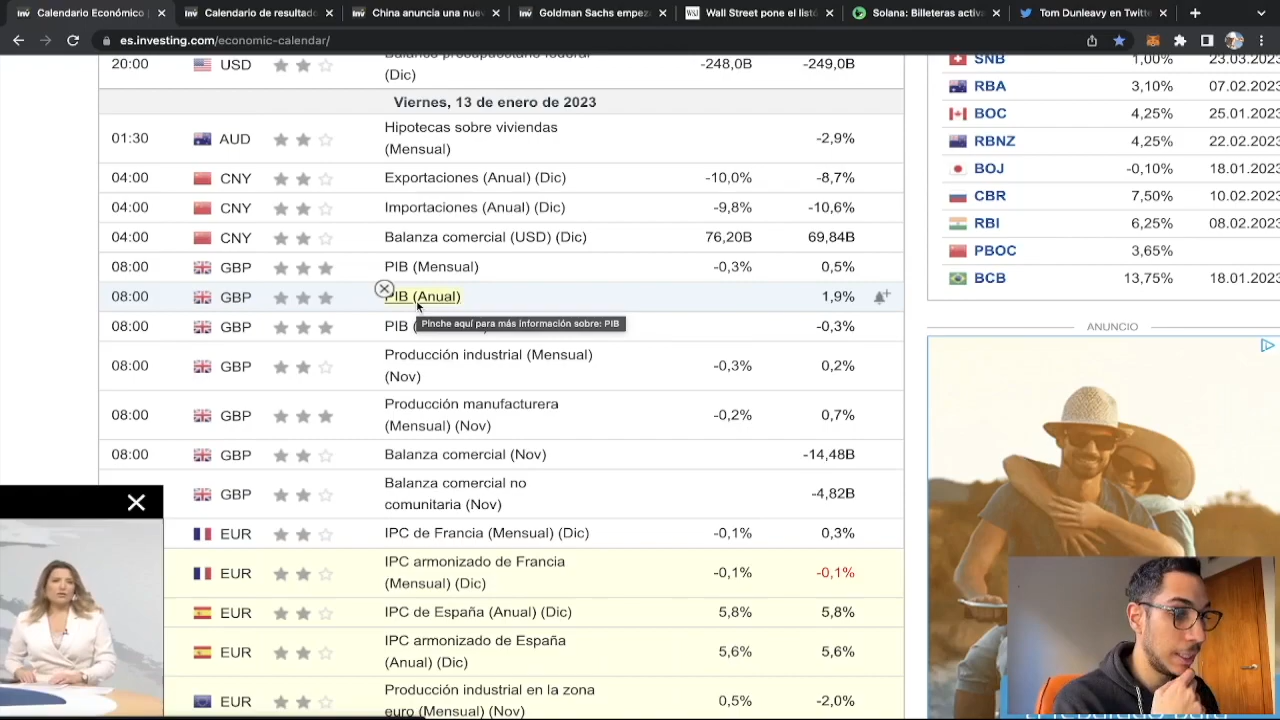 Calendario Económico
Calendario de resultado
China anuncia una nuev
Goldman Sachs empez
Wall Street pone el listó
Solana: Billeteras active
Tom Dunleavy en Twitte
es.investing.com/economic-calendar/
20:00 USD Balance presupuestario federal -248,0B -249,0B
(Dic)
Viernes, 13 de enero de 2023
01:30 AUD Hipotecas sobre viviendas -2,9%
(Mensual)
04:00 CNY Exportaciones (Anual) (Dic) -10,0% -8,7%
04:00 CNY Importaciones (Anual) (Dic) -9,8% -10,6%
04:00 CNY Balanza comercial (USD) (Dic) 76,20B 69,84B
08:00 GBP PIB (Mensual) -0,3% 0,5%
08:00 GBP PIB (Anual) 1,9%
08:00 GBP PIB ( -0,3%
Pinche aquí para más información sobre: PIB
08:00 GBP Producción industrial (Mensual) -0,3% 0,2%
(Nov)
08:00 GBP Producción manufacturera -0,2% 0,7%
(Mensual) (Nov)
08:00 GBP Balanza comercial (Nov) -14,48B
GBP Balanza comercial no -4,82B
comunitaria (Nov)
EUR IPC de Francia (Mensual) (Dic) -0,1% 0,3%
EUR IPC armonizado de Francia -0,1% -0,1%
(Mensual) (Dic)
EUR IPC de España (Anual) (Dic) 5,8% 5,8%
EUR IPC armonizado de España 5,6% 5,6%
(Anual) (Dic)
EUR Producción industrial en la zona 0,5% -2,0%
euro (Mensual) (Nov)
SNB 1,00% 23.03.2023
RBA 3,10% 07.02.2023
BOC 4,25% 25.01.2023
RBNZ 4,25% 22.02.2023
BOJ -0,10% 18.01.2023
CBR 7,50% 10.02.2023
RBI 6,25% 08.02.2023
PBOC 3,65%
BCB 13,75% 18.01.2023
ANUNCIO